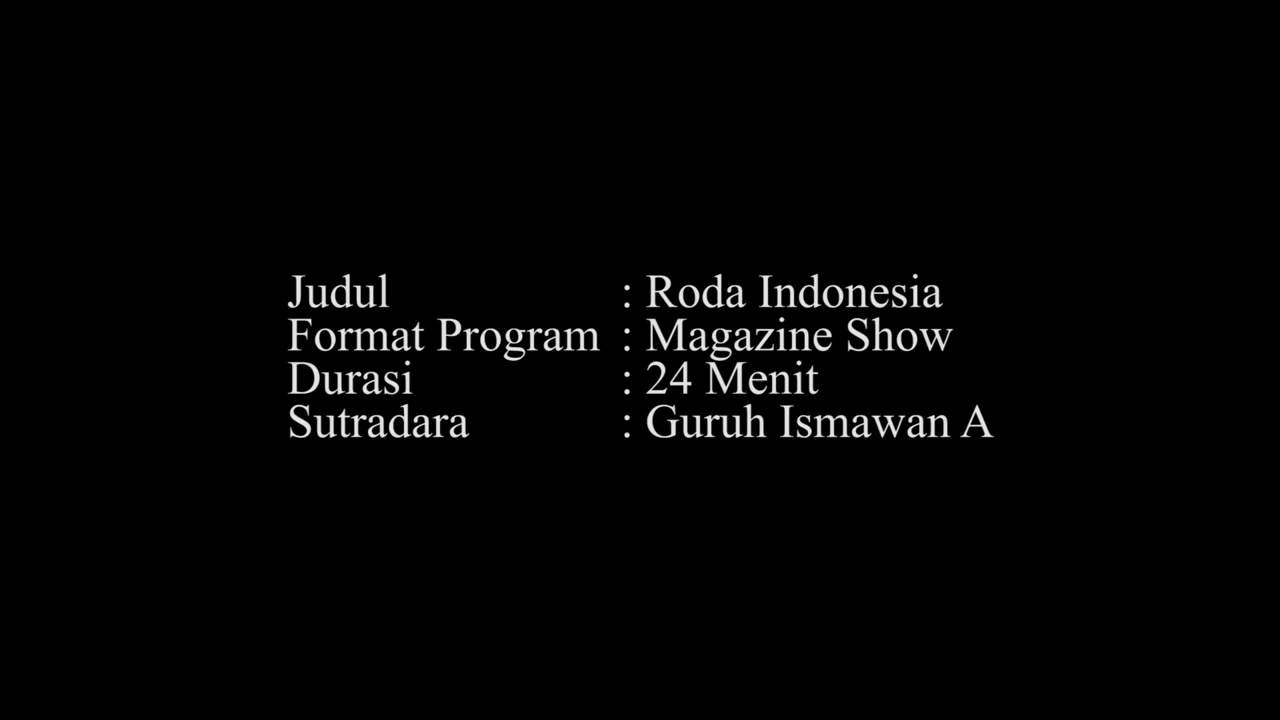 Judul : Roda Indonesia
Format Program : Magazine Show
Durasi : 24 Menit
Sutradara : Guruh Ismawan A